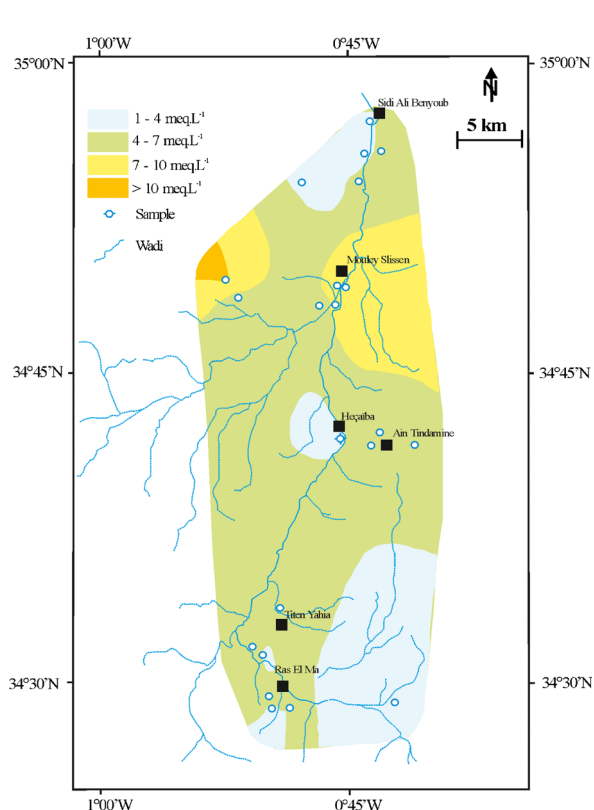 1°00'W 0°45'W
35°00'N 35°00'N
N
5 km
Sidi Ali Benyoub
1 - 4 meq.L⁻¹
4 - 7 meq.L⁻¹
7 - 10 meq.L⁻¹
> 10 meq.L⁻¹
Sample
Wadi
Mouley Slissen
34°45'N 34°45'N
Heçaïba
Ain Tindamine
Titen Yahia
Ras El Ma
34°30'N 34°30'N
1°00'W 0°45'W